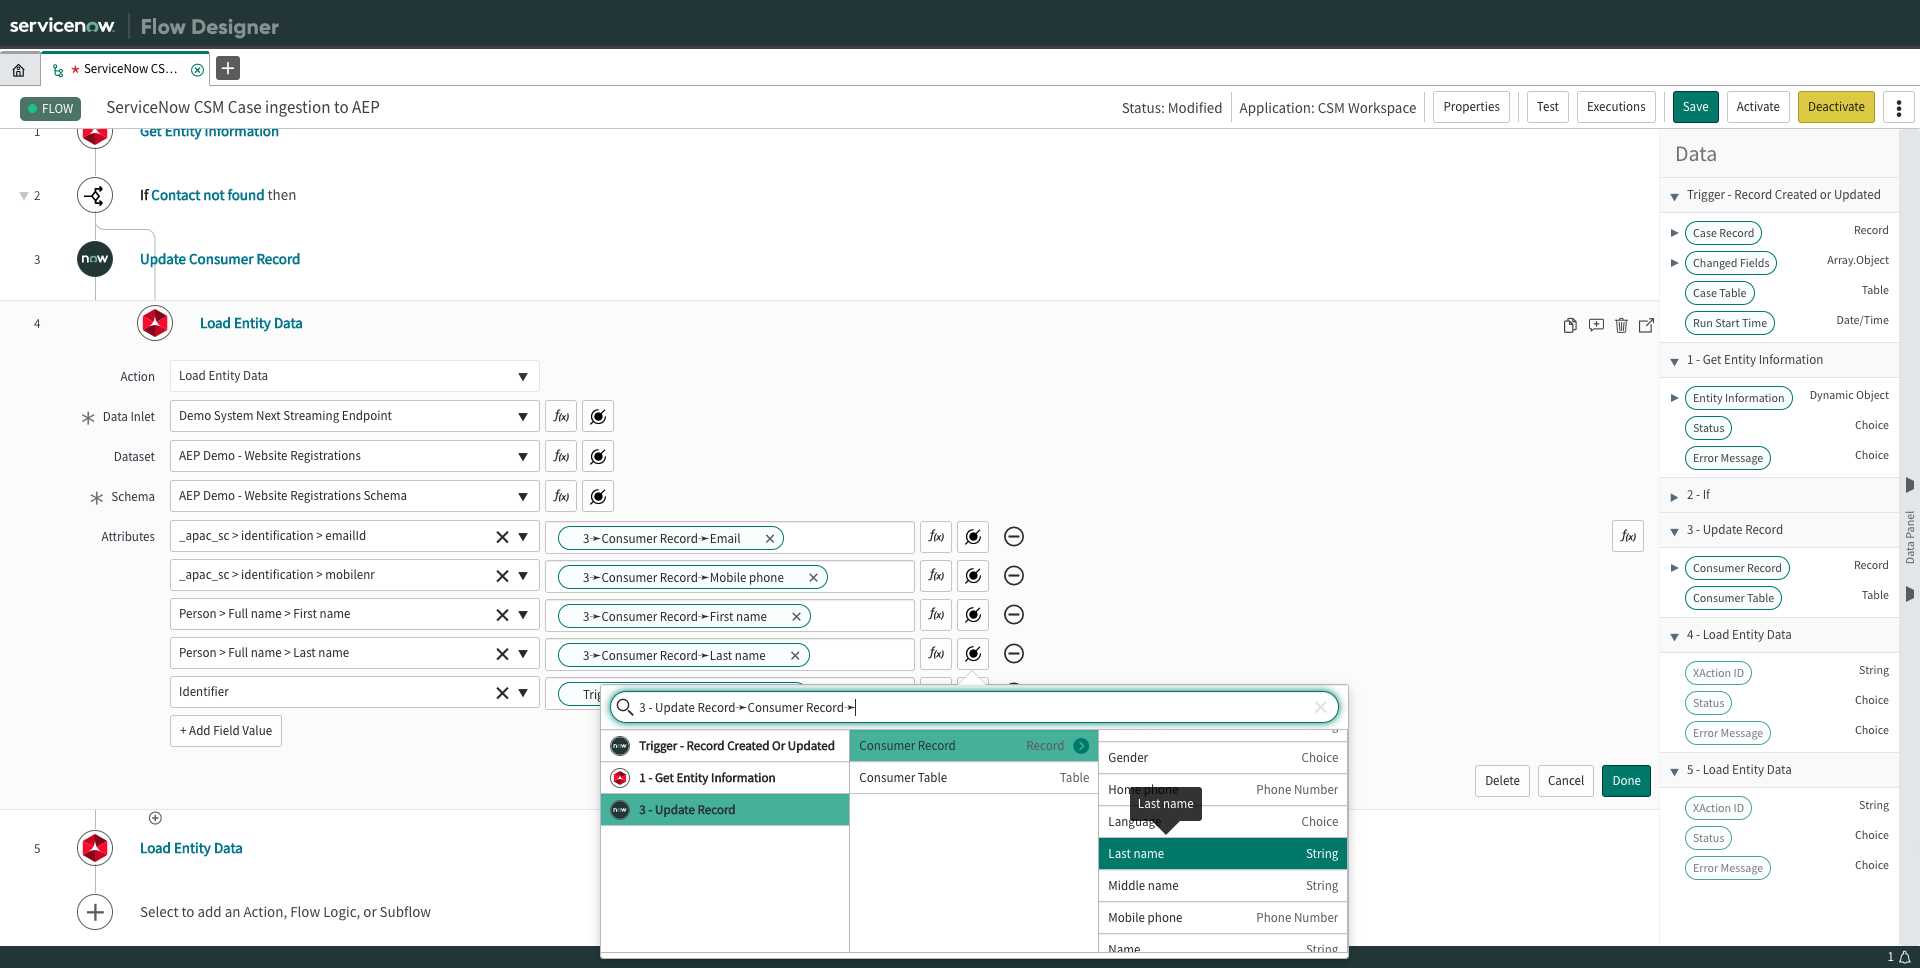 servicenow Flow Designer
ServiceNow CS...
FLOW ServiceNow CSM Case ingestion to AEP Status: Modified Application: CSM Workspace Properties Test Executions Save Activate Deactivate
1 Get Entity Information
2 If Contact not found then
3 now Update Consumer Record
4 Load Entity Data
Action Load Entity Data
Data Inlet Demo System Next Streaming Endpoint f(x)
Dataset AEP Demo - Website Registrations f(x)
Schema AEP Demo - Website Registrations Schema f(x)
Attributes _apac_sc > identification > emailId 3➛Consumer Record➛Email f(x) f(x)
_apac_sc > identification > mobilenr 3➛Consumer Record➛Mobile phone f(x)
Person > Full name > First name 3➛Consumer Record➛First name f(x)
Person > Full name > Last name 3➛Consumer Record➛Last name f(x)
Identifier
+ Add Field Value
3 - Update Record➛Consumer Record➛
now Trigger - Record Created Or Updated
1 - Get Entity Information
now 3 - Update Record
Consumer Record Record
Consumer Table Table
Gender Choice
Home phone Phone Number
Last name
Language Choice
Last name String
Middle name String
Mobile phone Phone Number
Name String
Delete Cancel Done
5 Load Entity Data
Select to add an Action, Flow Logic, or Subflow
Data
Trigger - Record Created or Updated
Case Record Record
Changed Fields Array.Object
Case Table Table
Run Start Time Date/Time
1 - Get Entity Information
Entity Information Dynamic Object
Status Choice
Error Message Choice
2 - If
3 - Update Record
Consumer Record Record
Consumer Table Table
4 - Load Entity Data
XAction ID String
Status Choice
Error Message Choice
5 - Load Entity Data
XAction ID String
Status Choice
Error Message Choice
Data Panel
1